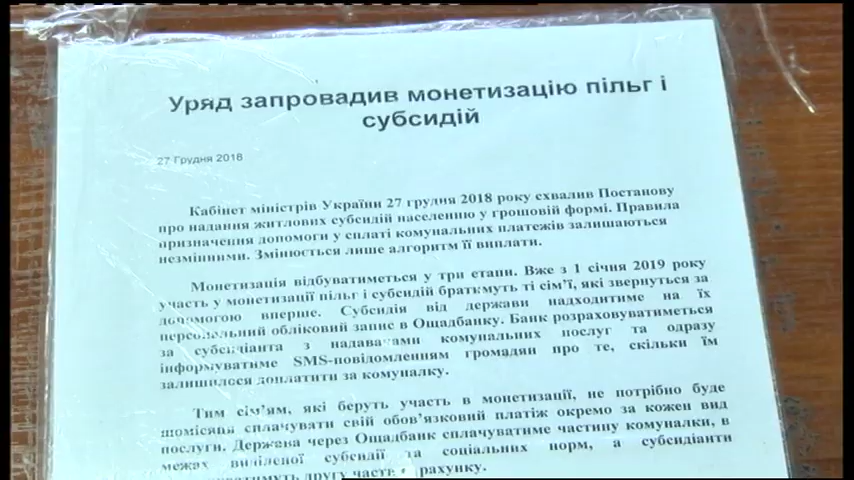 Уряд запровадив монетизацію пільг і
субсидій
27 Грудня 2018
Кабінет міністрів України 27 грудня 2018 року схвалив Постанову
про надання житлових субсидій населенню у грошовій формі. Правила
призначення допомоги у сплаті комунальних платежів залишаються
незмінними. Змінюється лише алгоритм її виплати.
Монетизація відбуватиметься у три етапи. Вже з 1 січня 2019 року
участь у монетизації пільг і субсидій братимуть ті сім'ї, які звернуться за
допомогою вперше. Субсидія від держави надходитиме на їх
персональний обліковий запис в Ощадбанку. Банк розраховуватиметься
за субсидіанта з надавачами комунальних послуг та одразу
інформуватиме SMS-повідомленням громадян про те, скільки їм
залишилося доплатити за комуналку.
Тим сім'ям, які беруть участь в монетизації, не потрібно буде
щомісяця сплачувати свій обов'язковий платіж окремо за кожен вид
послуги. Держава через Ощадбанк сплачуватиме частину комуналки, в
межах виділеної субсидії та соціальних норм, а субсидіанти
другу части рахунку.